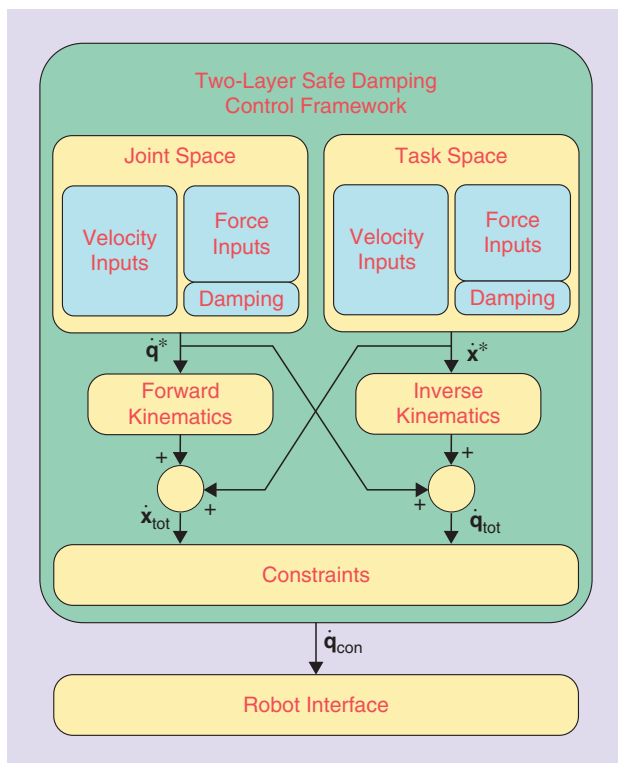 Two-Layer Safe Damping
Control Framework
Joint Space
Velocity
Inputs
Force
Inputs
Damping
Task Space
Velocity
Inputs
Force
Inputs
Damping
q̇*
ẋ*
Forward
Kinematics
Inverse
Kinematics
+
+
+
+
ẋtot
q̇tot
Constraints
q̇con
Robot Interface